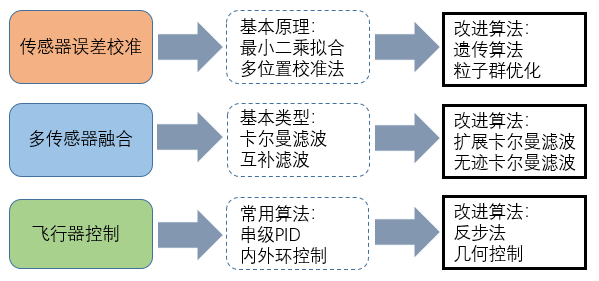 传感器误差校准
基本原理：
最小二乘拟合
多位置校准法
改进算法：
遗传算法
粒子群优化
多传感器融合
基本类型：
卡尔曼滤波
互补滤波
改进算法：
扩展卡尔曼滤波
无迹卡尔曼滤波
飞行器控制
常用算法：
串级PID
内外环控制
改进算法：
反步法
几何控制